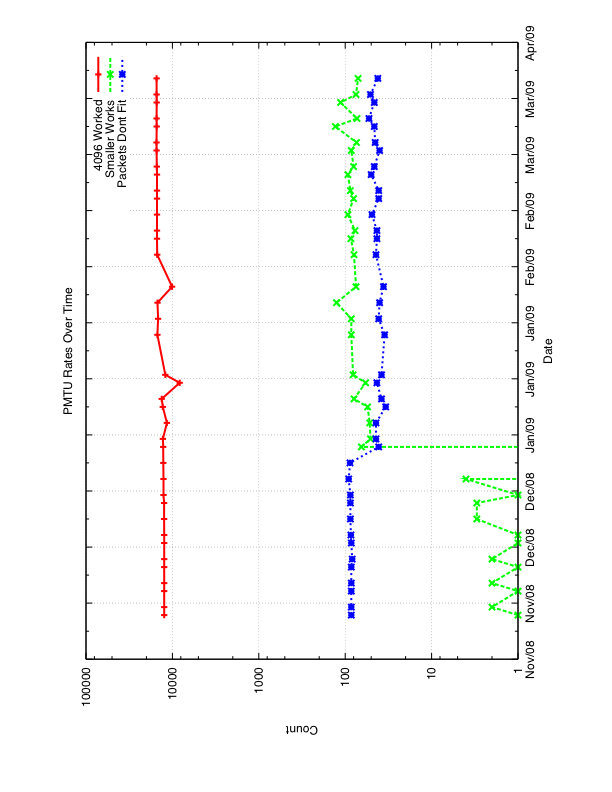 PMTU Rates Over Time
4096 Worked
Smaller Works
Packets Dont Fit
Count
100000
10000
1000
100
10
1
Nov/08
Nov/08
Dec/08
Dec/08
Jan/09
Jan/09
Jan/09
Feb/09
Feb/09
Mar/09
Mar/09
Apr/09
Date